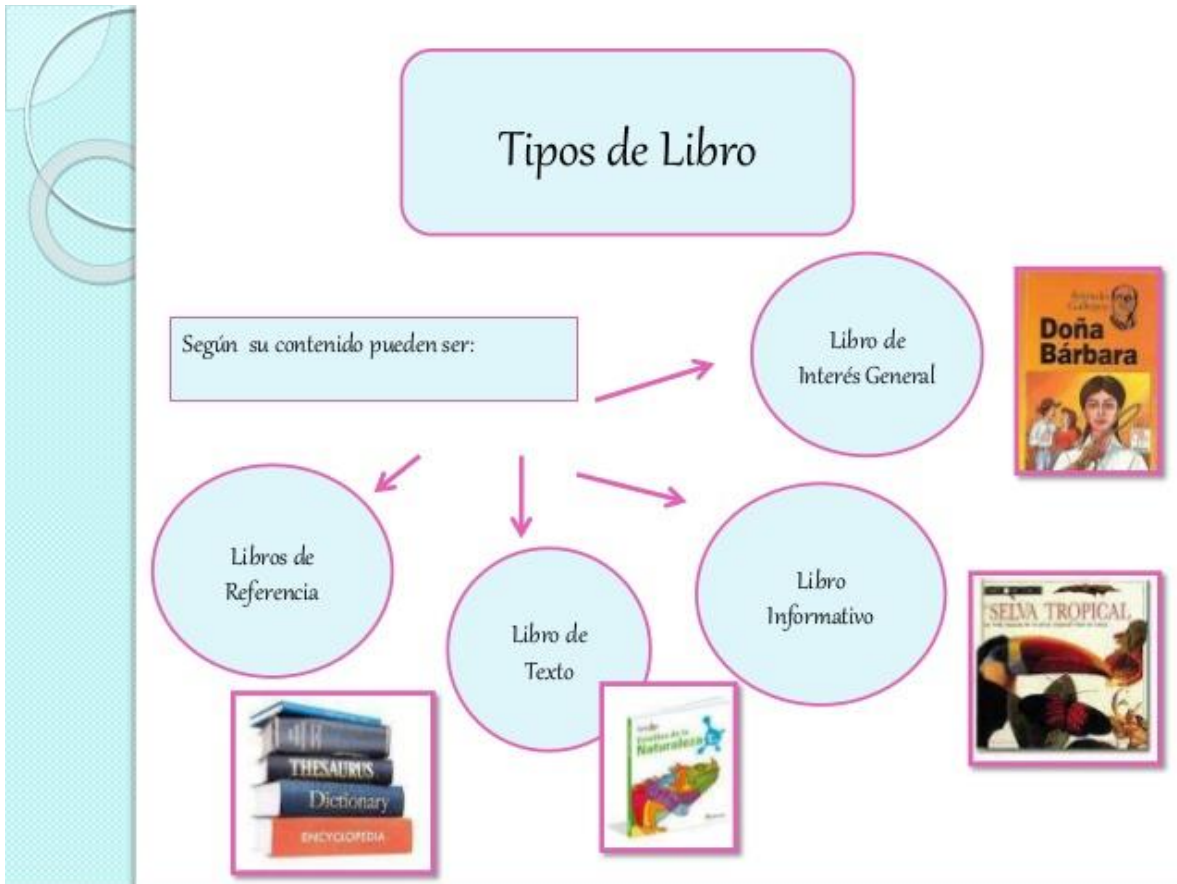 Tipos de Libro
Según su contenido pueden ser:
Libro de
Interés General
Doña
Bárbara
Libros de
Referencia
Libro de
Texto
Libro
Informativo
SELVA TROPICAL
THESAURUS
Dictionary
ENCYCLOPEDIA
Naturaleza